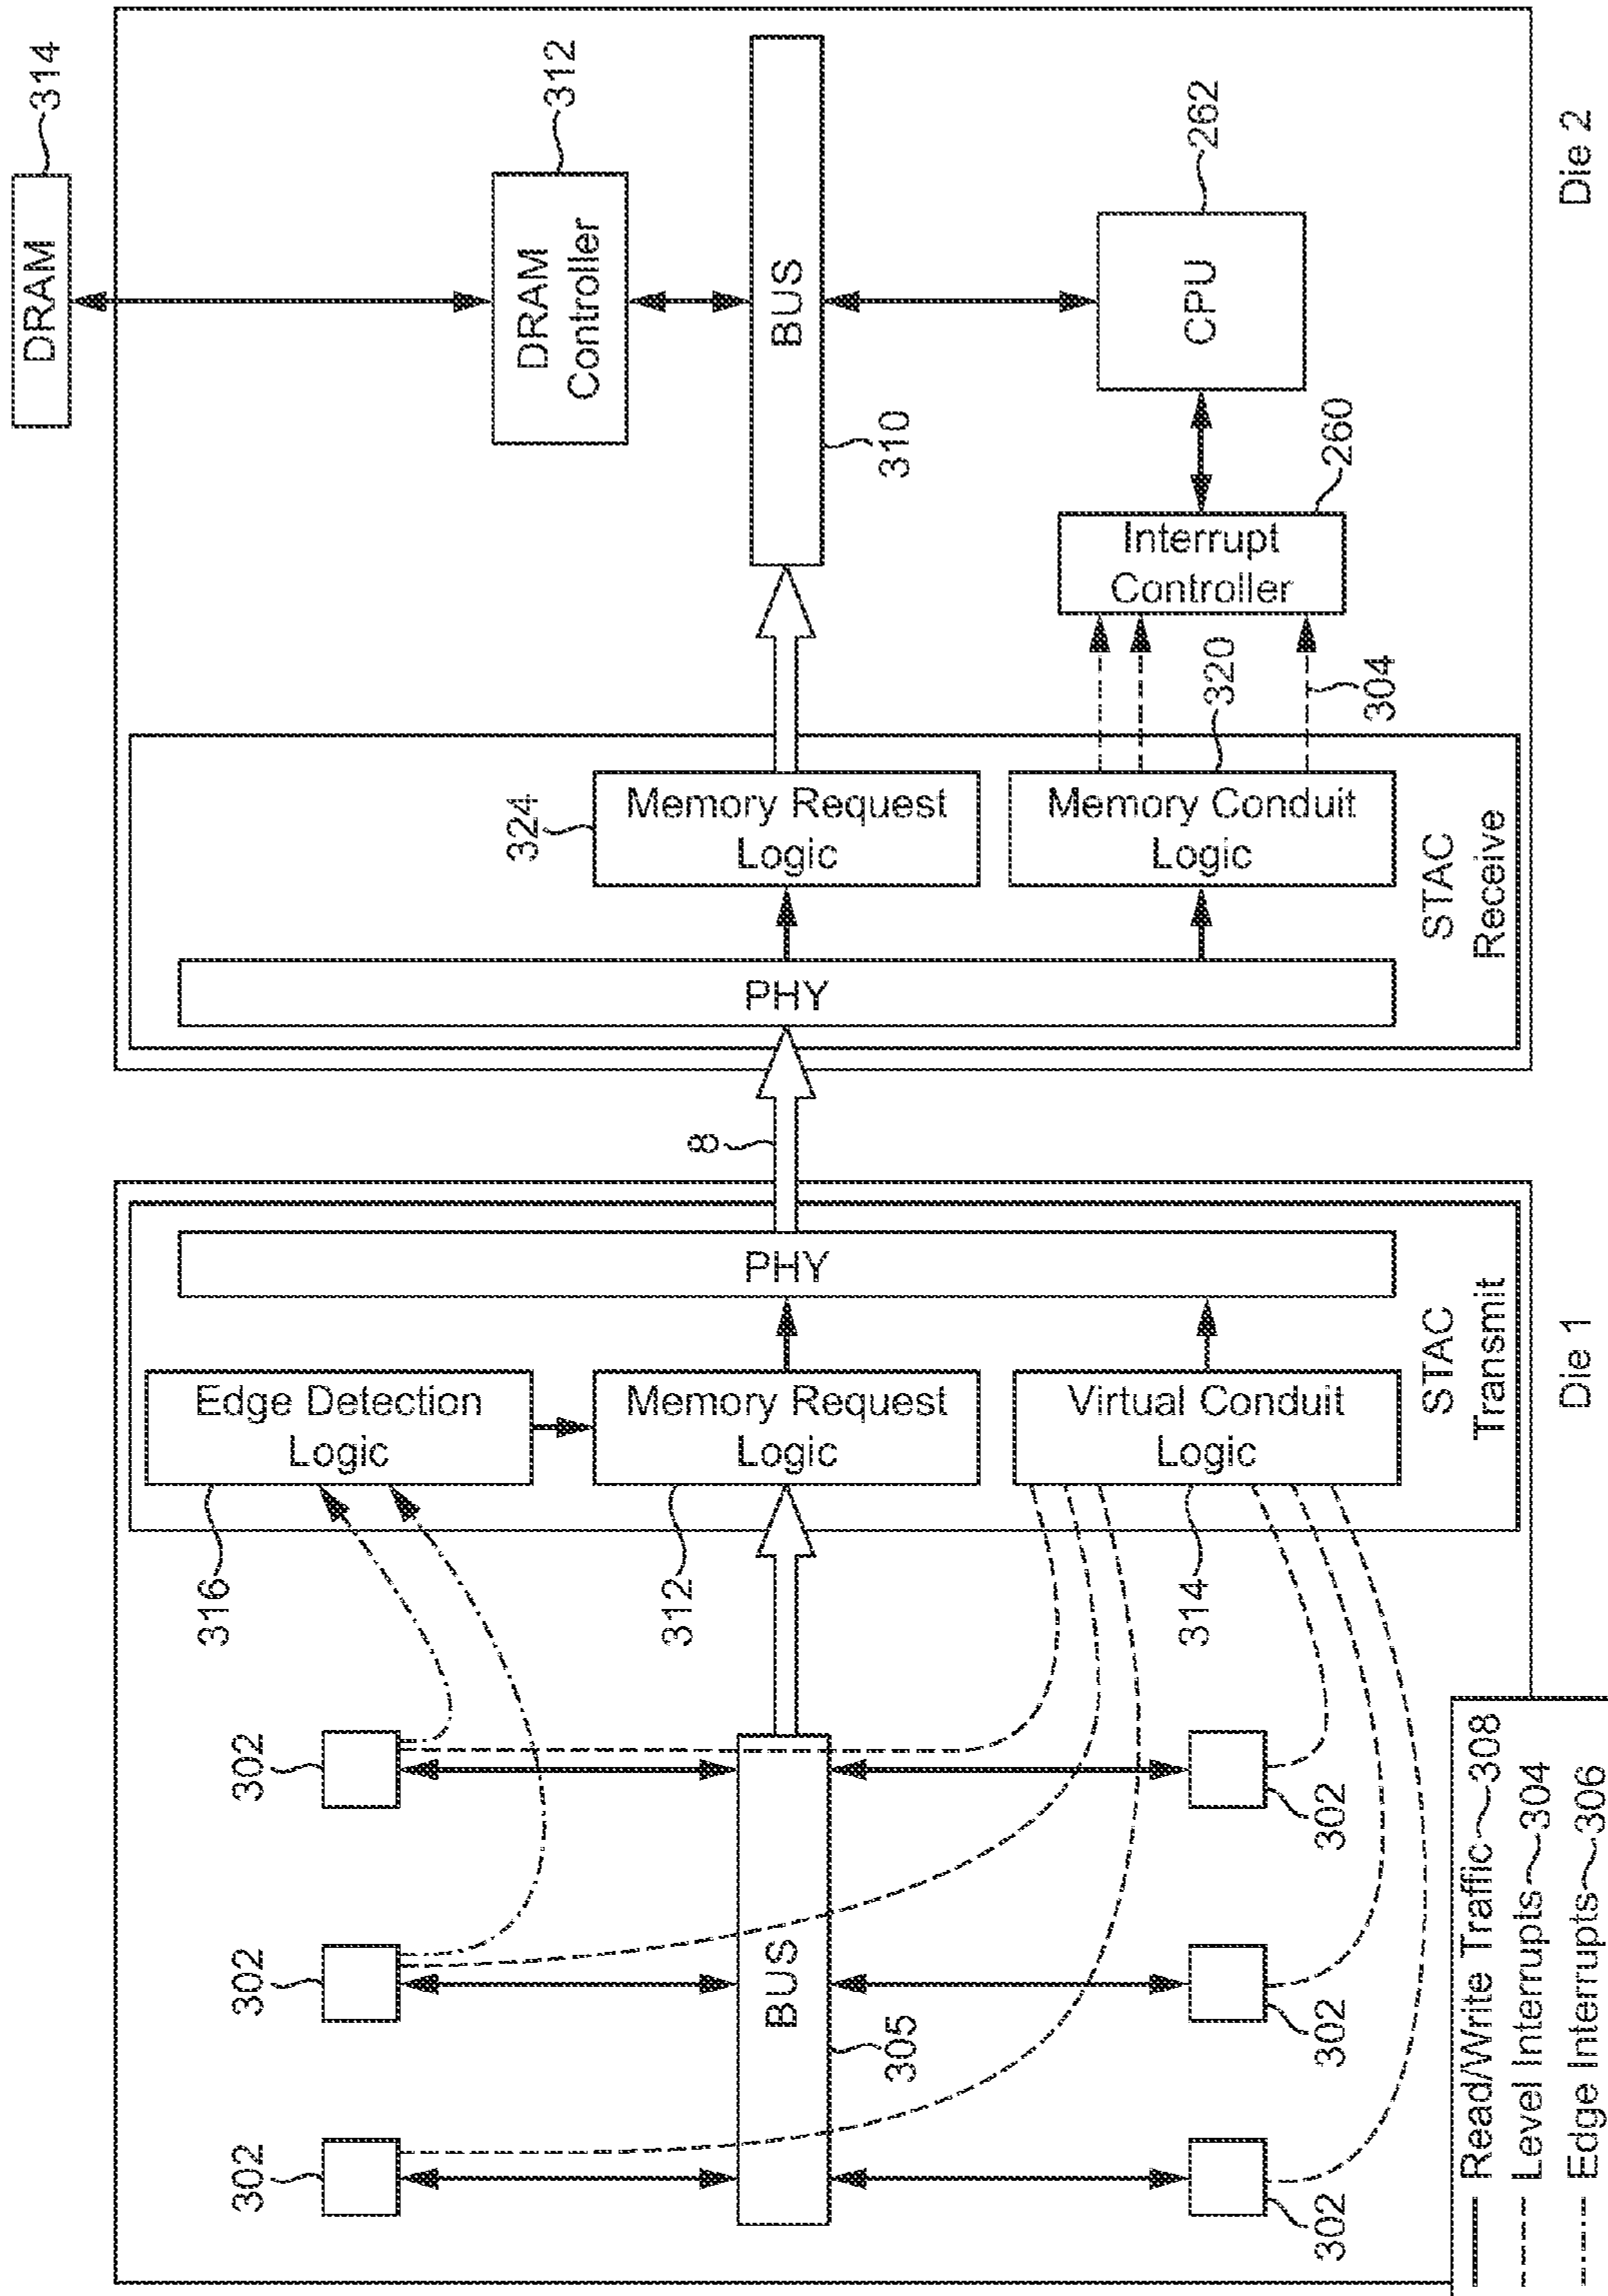 302
302
302
316
Edge Detection
Logic
BUS
305
312
Memory Request
Logic
PHY
302
302
302
314
Virtual Conduit
Logic
STAC
Transmit
Die 1
Read/Write Traffic 308
Level Interrupts 304
Edge Interrupts 306
8
PHY
324
Memory Request
Logic
320
Memory Conduit
Logic
STAC
Receive
304
DRAM
314
DRAM
Controller
312
BUS
310
Interrupt
Controller
260
CPU
262
Die 2